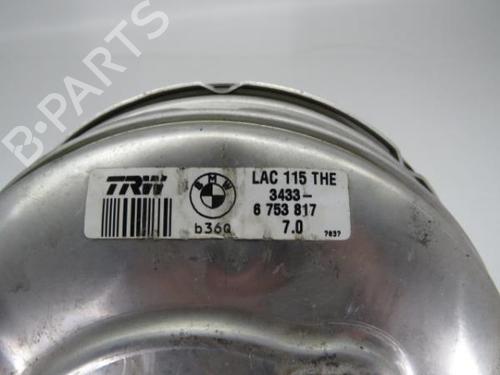 B-PARTS
TRW
BMW
b36Q
LAC 115 THE
3433-
6 753 817
7.0
7837